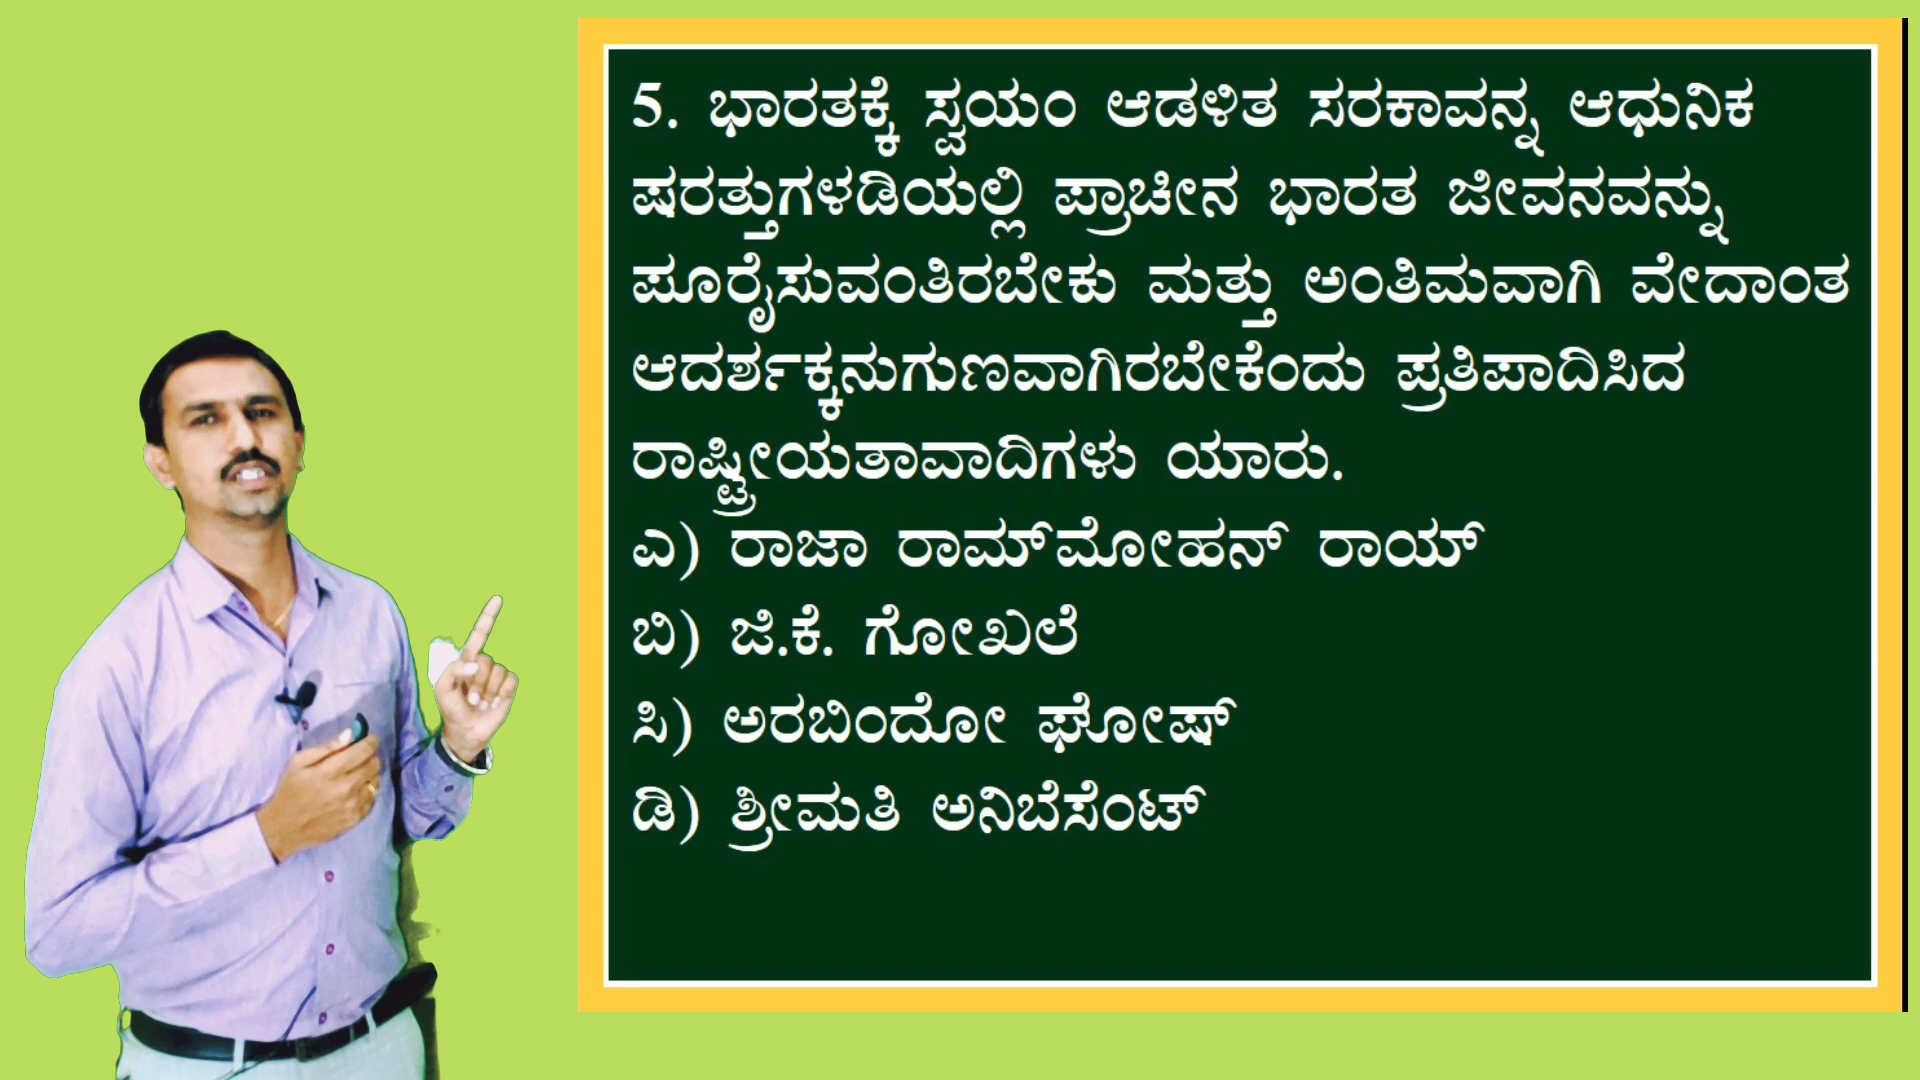 5. ಭಾರತಕ್ಕೆ ಸ್ವಯಂ ಆಡಳಿತ ಸರಕಾವನ್ನ ಆಧುನಿಕ
ಷರತ್ತುಗಳಡಿಯಲ್ಲಿ ಪ್ರಾಚೀನ ಭಾರತ ಜೀವನವನ್ನು
ಪೂರೈಸುವಂತಿರಬೇಕು ಮತ್ತು ಅಂತಿಮವಾಗಿ ವೇದಾಂತ
ಆದರ್ಶಕ್ಕನುಗುಣವಾಗಿರಬೇಕೆಂದು ಪ್ರತಿಪಾದಿಸಿದ
ರಾಷ್ಟ್ರೀಯತಾವಾದಿಗಳು ಯಾರು.
ಎ) ರಾಜಾ ರಾಮ್‌ಮೋಹನ್ ರಾಯ್
ಬಿ) ಜಿ.ಕೆ. ಗೋಖಲೆ
ಸಿ) ಅರಬಿಂದೋ ಘೋಷ್
ಡಿ) ಶ್ರೀಮತಿ ಅನಿಬೆಸೆಂಟ್